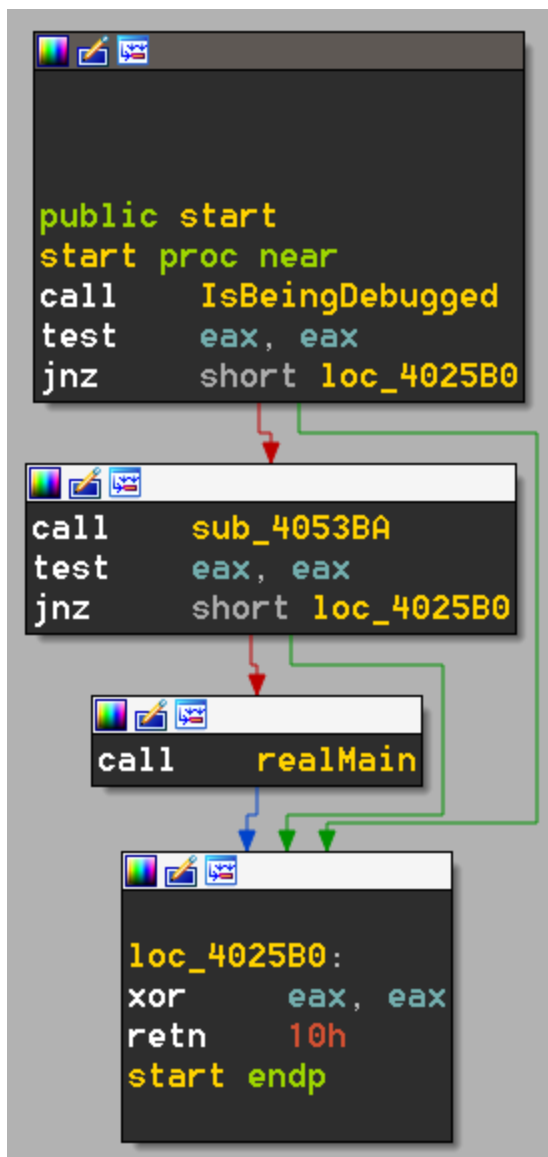 public start
start proc near
call IsBeingDebugged
test eax, eax
jnz short loc_4025B0
call sub_4053BA
test eax, eax
jnz short loc_4025B0
call realMain
loc_4025B0:
xor eax, eax
retn 10h
start endp